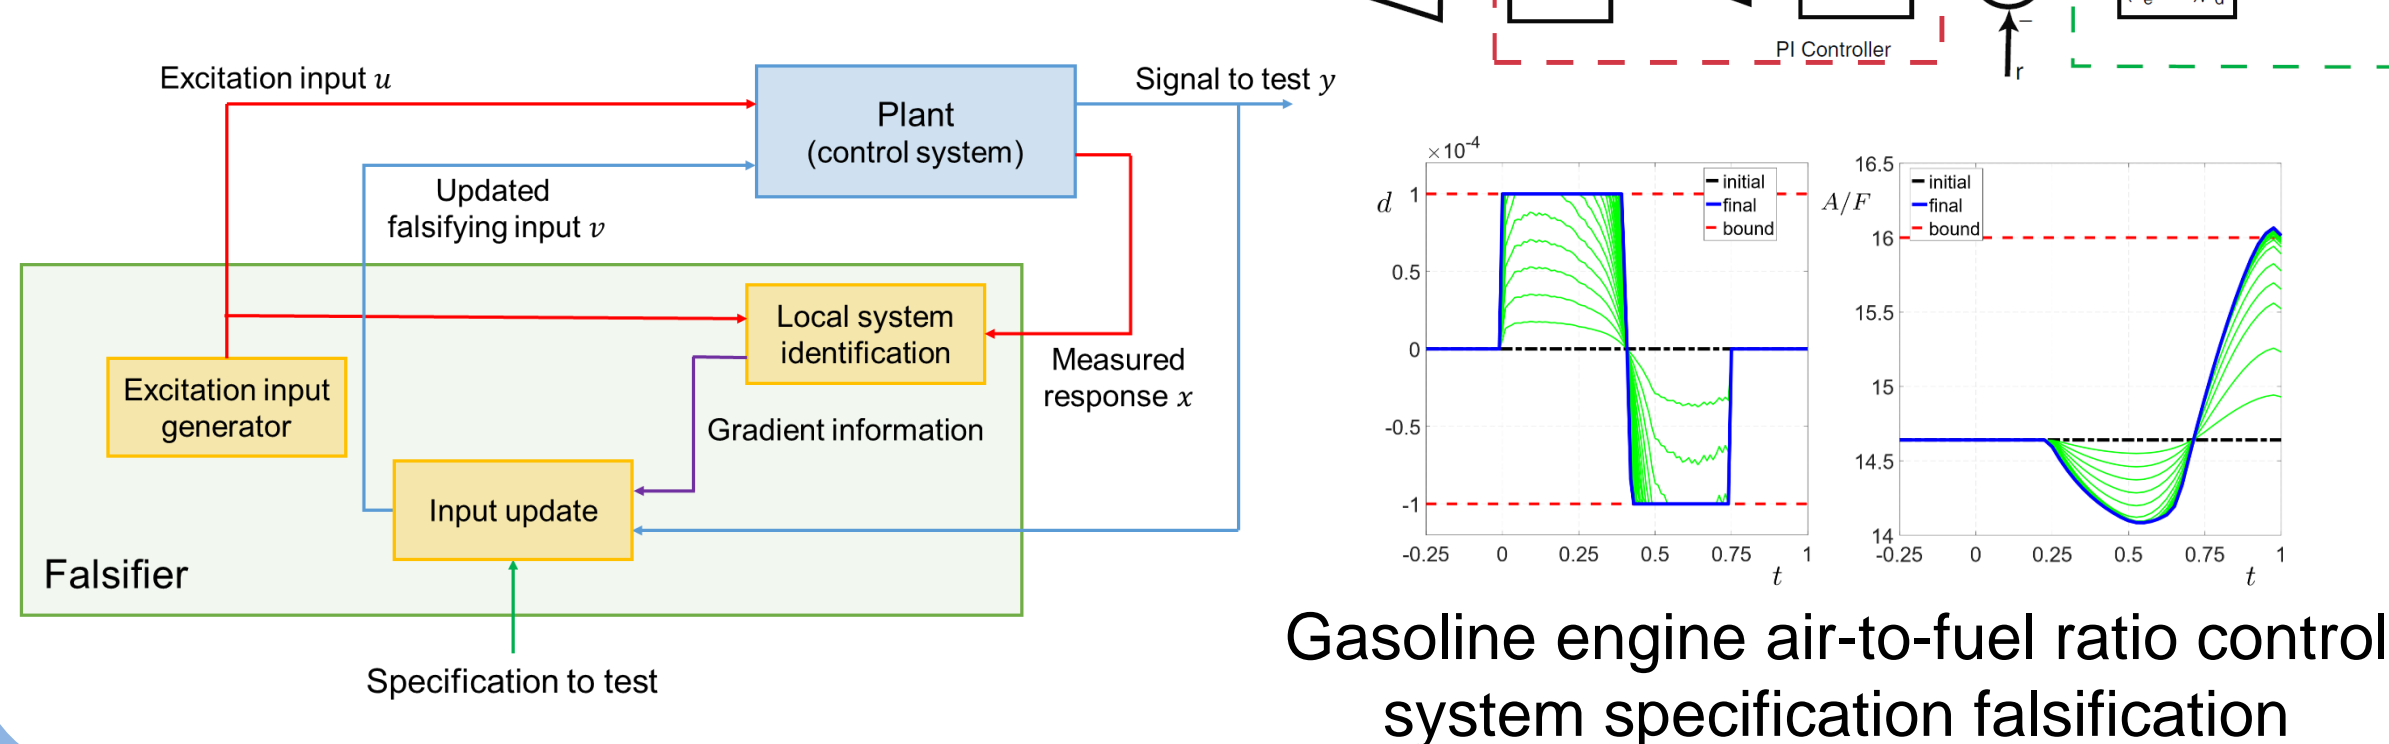 PI Controller
r
−
Excitation input u
Signal to test y
Plant
(control system)
Updated
falsifying input v
Local system
identification
Measured
response x
Excitation input
generator
Gradient information
Input update
Falsifier
Specification to test
×10⁻⁴
d
1
0.5
0
-0.5
-1
initial
final
bound
-0.25 0 0.25 0.5 0.75 1
t
A/F
16.5
16
15.5
15
14.5
14
initial
final
bound
-0.25 0 0.25 0.5 0.75 1
t
Gasoline engine air-to-fuel ratio control
system specification falsification